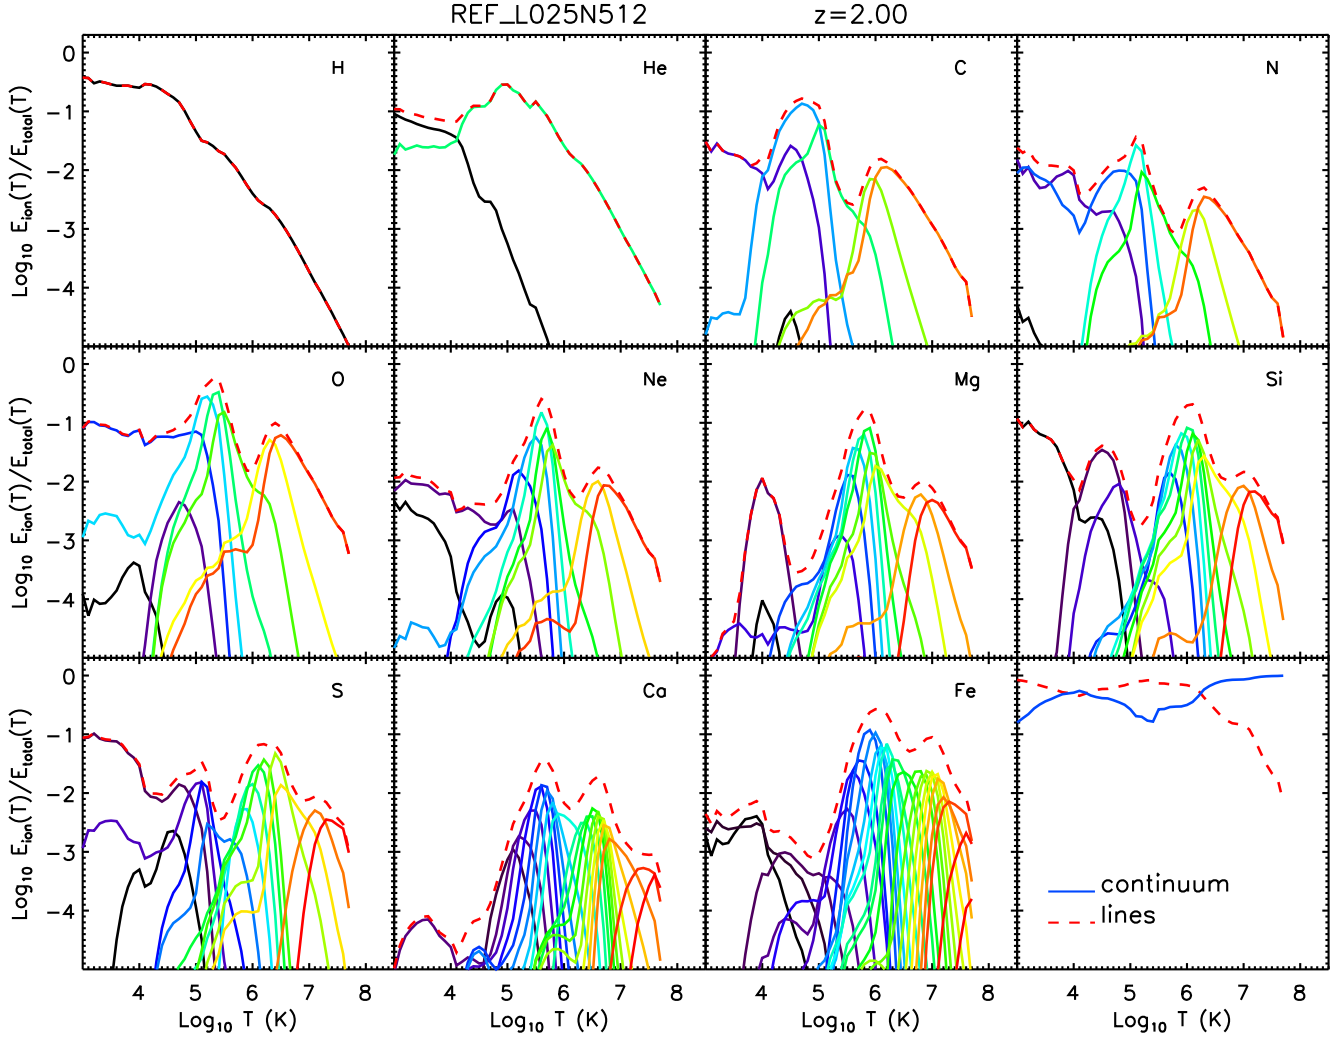 REF_L025N512 z=2.00
H He C N
Log₁₀ E_ion(T)/E_total(T)
0
−1
−2
−3
−4
O Ne Mg Si
Log₁₀ E_ion(T)/E_total(T)
0
−1
−2
−3
−4
S Ca Fe
Log₁₀ E_ion(T)/E_total(T)
0
−1
−2
−3
−4
continuum
lines
4 5 6 7 8 4 5 6 7 8 4 5 6 7 8 4 5 6 7 8
Log₁₀ T (K) Log₁₀ T (K) Log₁₀ T (K) Log₁₀ T (K)